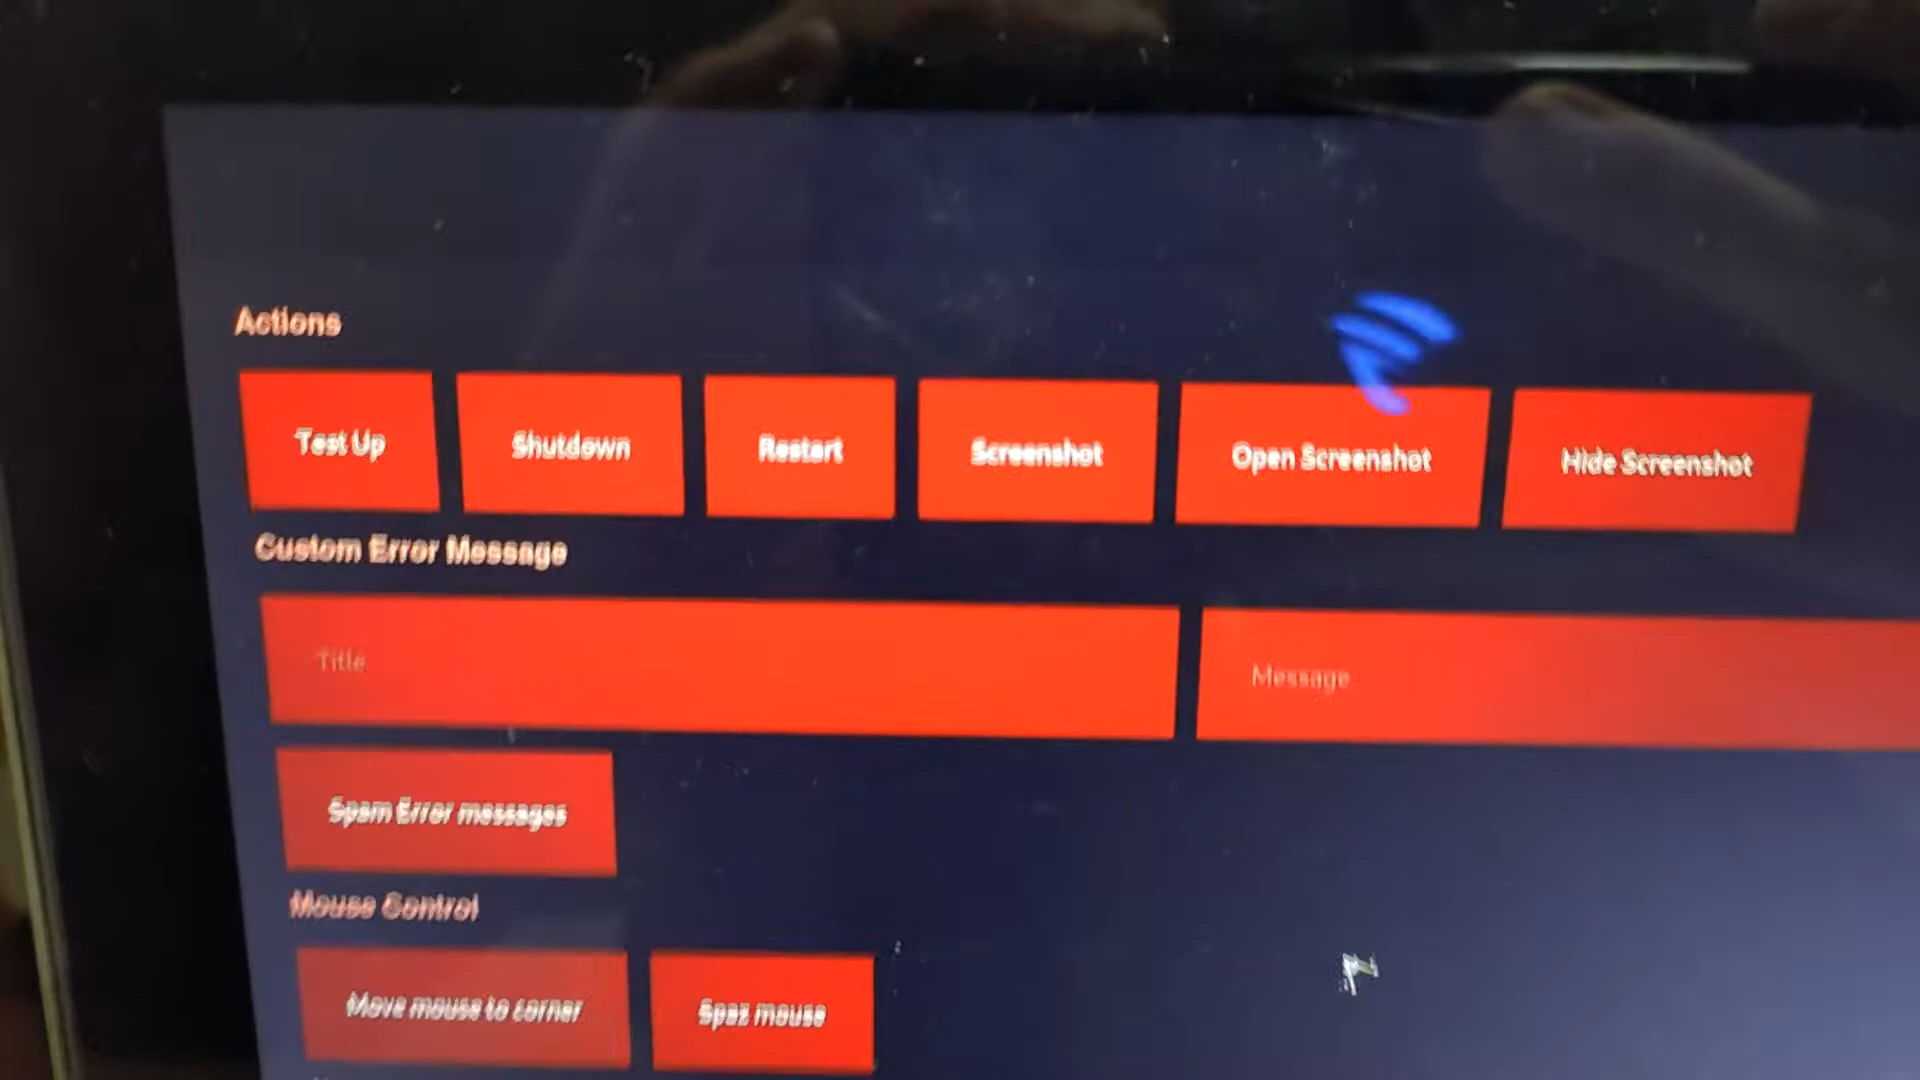 Actions
Test Up Shutdown Restart Screenshot Open Screenshot Hide Screenshot
Custom Error Message
Title Message
Spam Error messages
Mouse Control
Move mouse to corner Spaz mouse